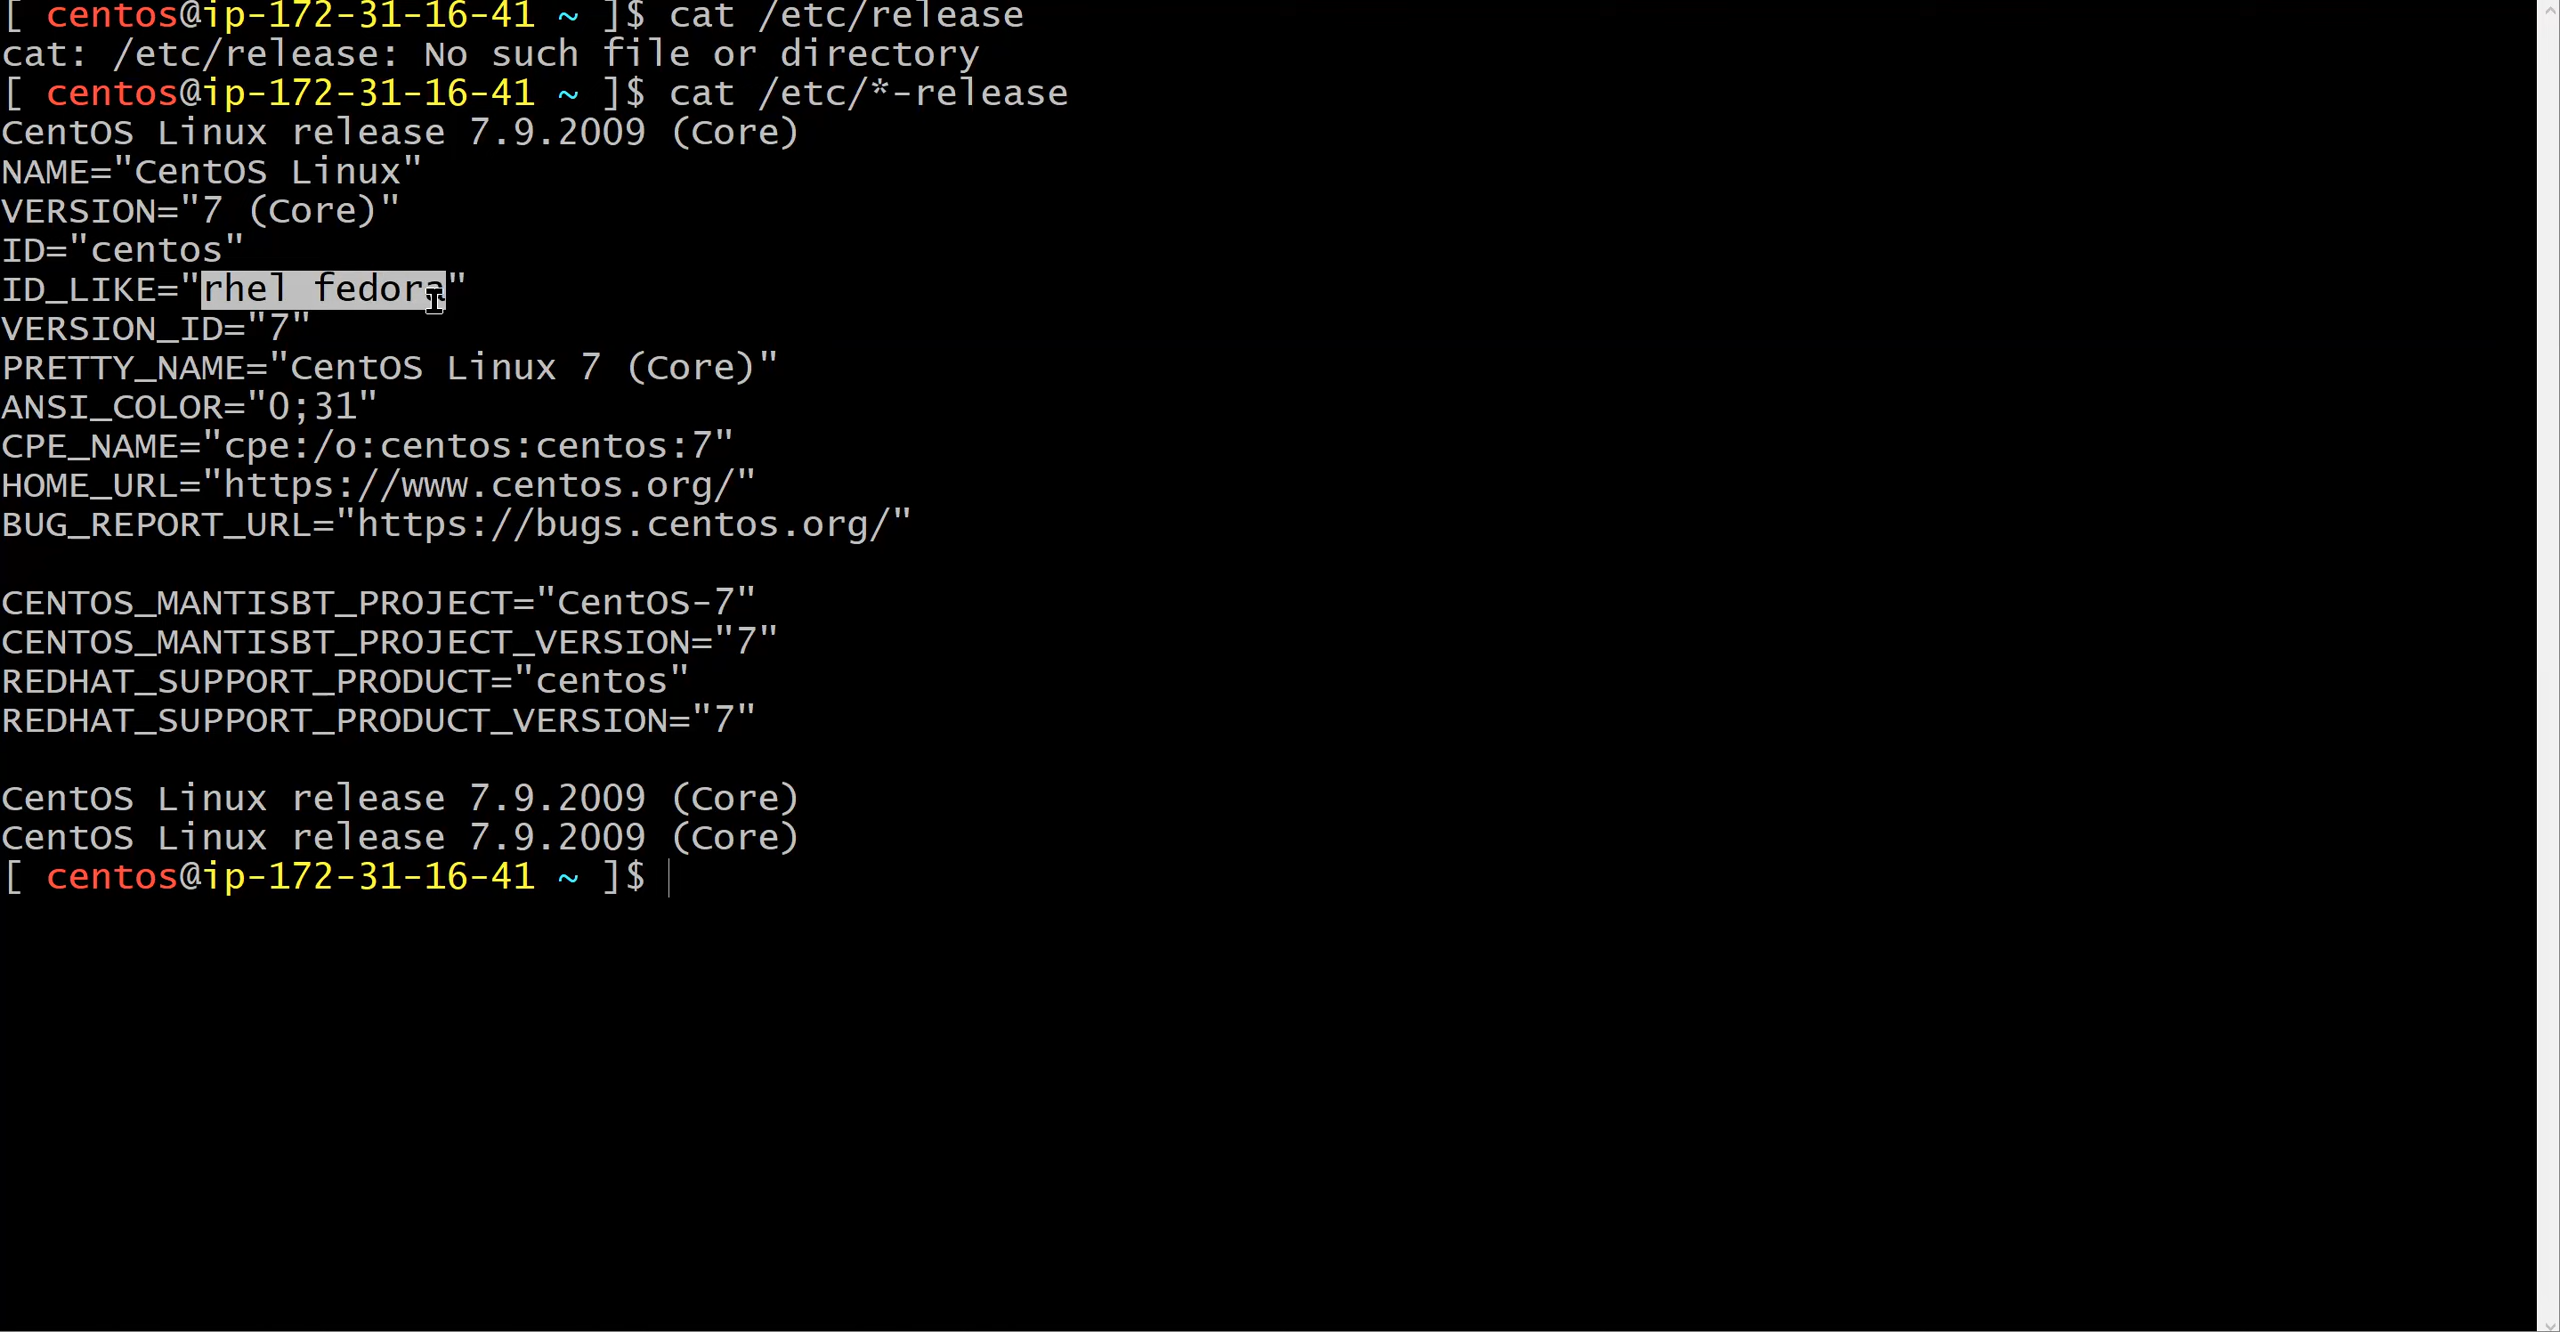 [ centos@ip-172-31-16-41 ~ ]$ cat /etc/release
cat: /etc/release: No such file or directory
[ centos@ip-172-31-16-41 ~ ]$ cat /etc/*-release
CentOS Linux release 7.9.2009 (Core)
NAME="CentOS Linux"
VERSION="7 (Core)"
ID="centos"
ID_LIKE="rhel fedora"
VERSION_ID="7"
PRETTY_NAME="CentOS Linux 7 (Core)"
ANSI_COLOR="0;31"
CPE_NAME="cpe:/o:centos:centos:7"
HOME_URL="https://www.centos.org/"
BUG_REPORT_URL="https://bugs.centos.org/"

CENTOS_MANTISBT_PROJECT="CentOS-7"
CENTOS_MANTISBT_PROJECT_VERSION="7"
REDHAT_SUPPORT_PRODUCT="centos"
REDHAT_SUPPORT_PRODUCT_VERSION="7"

CentOS Linux release 7.9.2009 (Core)
CentOS Linux release 7.9.2009 (Core)
[ centos@ip-172-31-16-41 ~ ]$